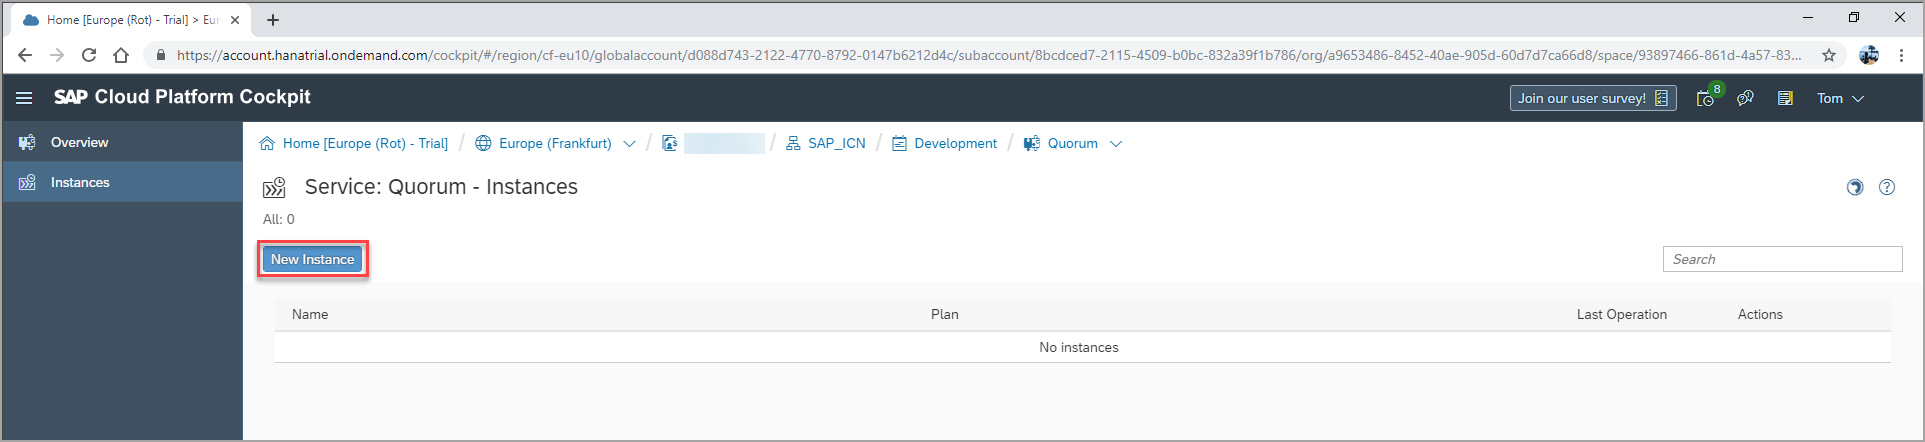 Home [Europe (Rot) - Trial] > Eur
https://account.hanatrial.ondemand.com/cockpit/#/region/cf-eu10/globalaccount/d088d743-2122-4770-8792-0147b6212d4c/subaccount/8bcdced7-2115-4509-b0bc-832a39f1b786/org/a9653486-8452-40ae-905d-60d7d7ca66d8/space/93897466-861d-4a57-83...
SAP Cloud Platform Cockpit
Join our user survey!
8
Tom
Overview
Instances
Home [Europe (Rot) - Trial] / Europe (Frankfurt) / / SAP_ICN / Development / Quorum
Service: Quorum - Instances
All: 0
New Instance
Search
Name Plan Last Operation Actions
No instances